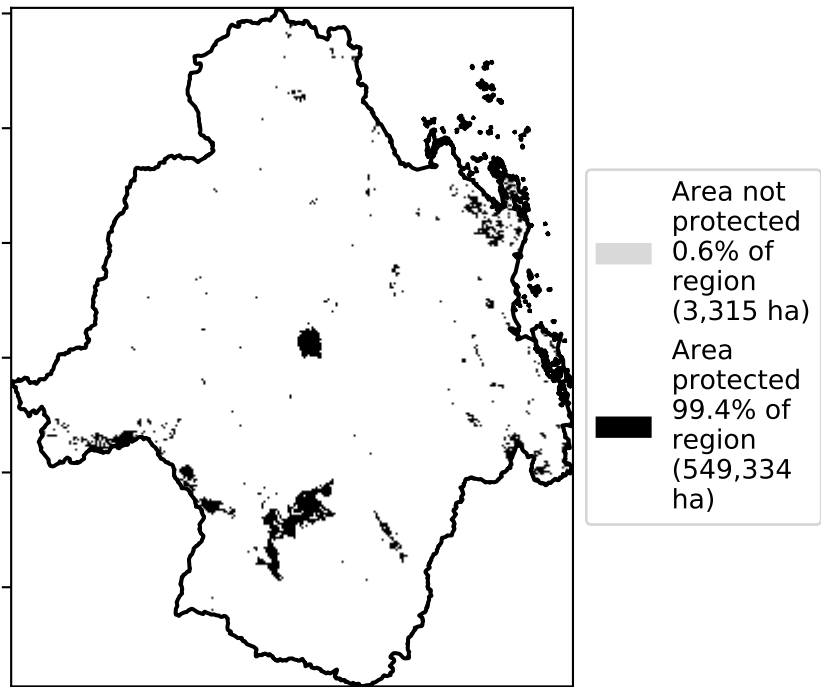 Area not
protected
0.6% of
region
(3,315 ha)
Area
protected
99.4% of
region
(549,334
ha)